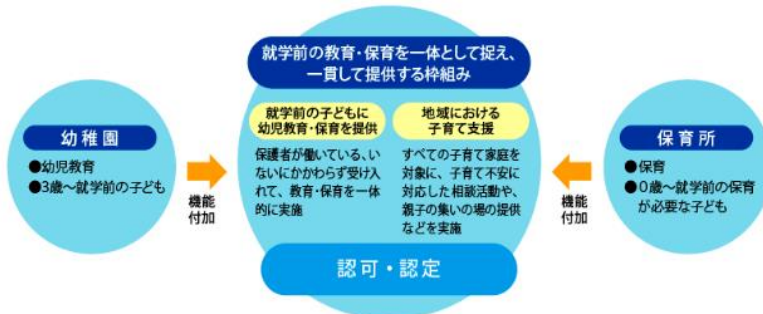 就学前の教育・保育を一体として捉え、
一貫して提供する枠組み
幼稚園
●幼児教育
●3歳～就学前の子ども
機能
付加
就学前の子どもに
幼児教育・保育を提供
保護者が働いている、い
ないにかかわらず受け入
れて、教育・保育を一体
的に実施
地域における
子育て支援
すべての子育て家庭を
対象に、子育て不安に
対応した相談活動や、
親子の集いの場の提供
などを実施
認可・認定
機能
付加
保育所
●保育
●0歳～就学前の保育
が必要な子ども